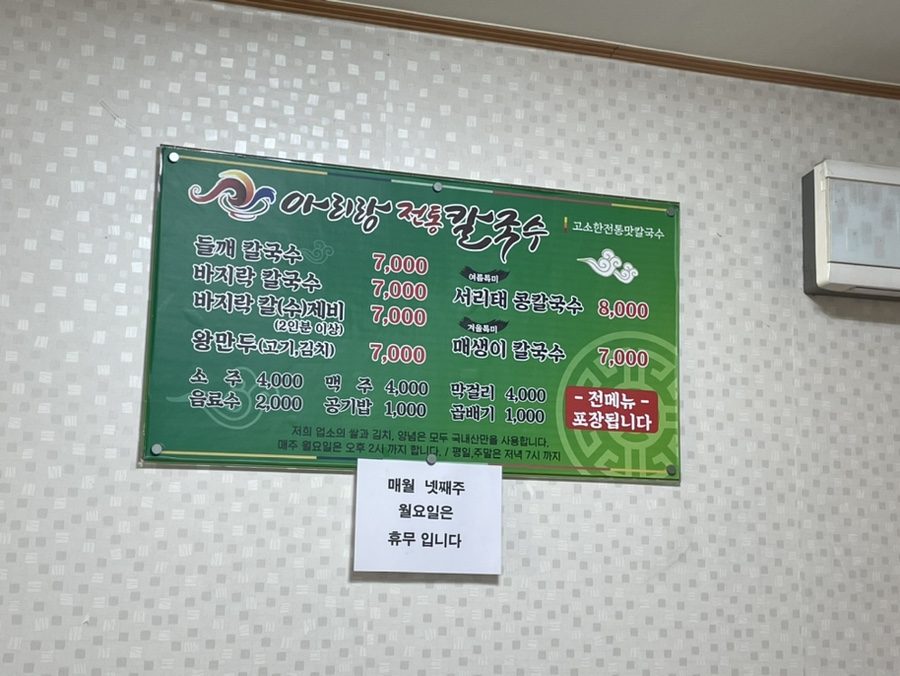 아리랑 전통 칼국수
고소한전통맛칼국수
들깨 칼국수 7,000
바지락 칼국수 7,000
바지락 칼(수)제비 7,000
(2인분 이상)
왕만두(고기,김치) 7,000
여름특미
서리태 콩칼국수 8,000
겨울특미
매생이 칼국수 7,000
소 주 4,000 맥 주 4,000 막걸리 4,000
음료수 2,000 공기밥 1,000 곱배기 1,000
- 전메뉴 -
포장됩니다
저희 업소의 쌀과 김치, 양념은 모두 국내산만을 사용합니다,
매주 월요일은 오후 2시 까지 합니다. / 평일,주말은 저녁 7시 까지
매월 넷째주
월요일은
휴무 입니다